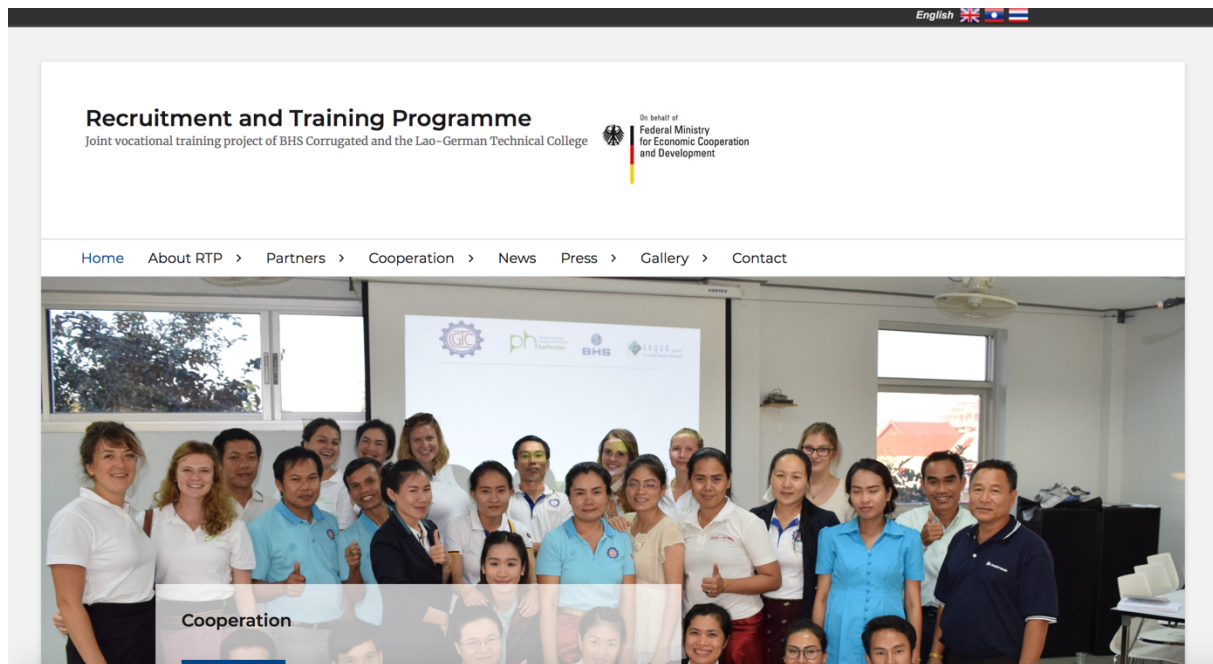 English
Recruitment and Training Programme
Joint vocational training project of BHS Corrugated and the Lao-German Technical College
On behalf of
Federal Ministry
for Economic Cooperation
and Development
Home About RTP > Partners > Cooperation > News Press > Gallery > Contact
ph BHS
Cooperation